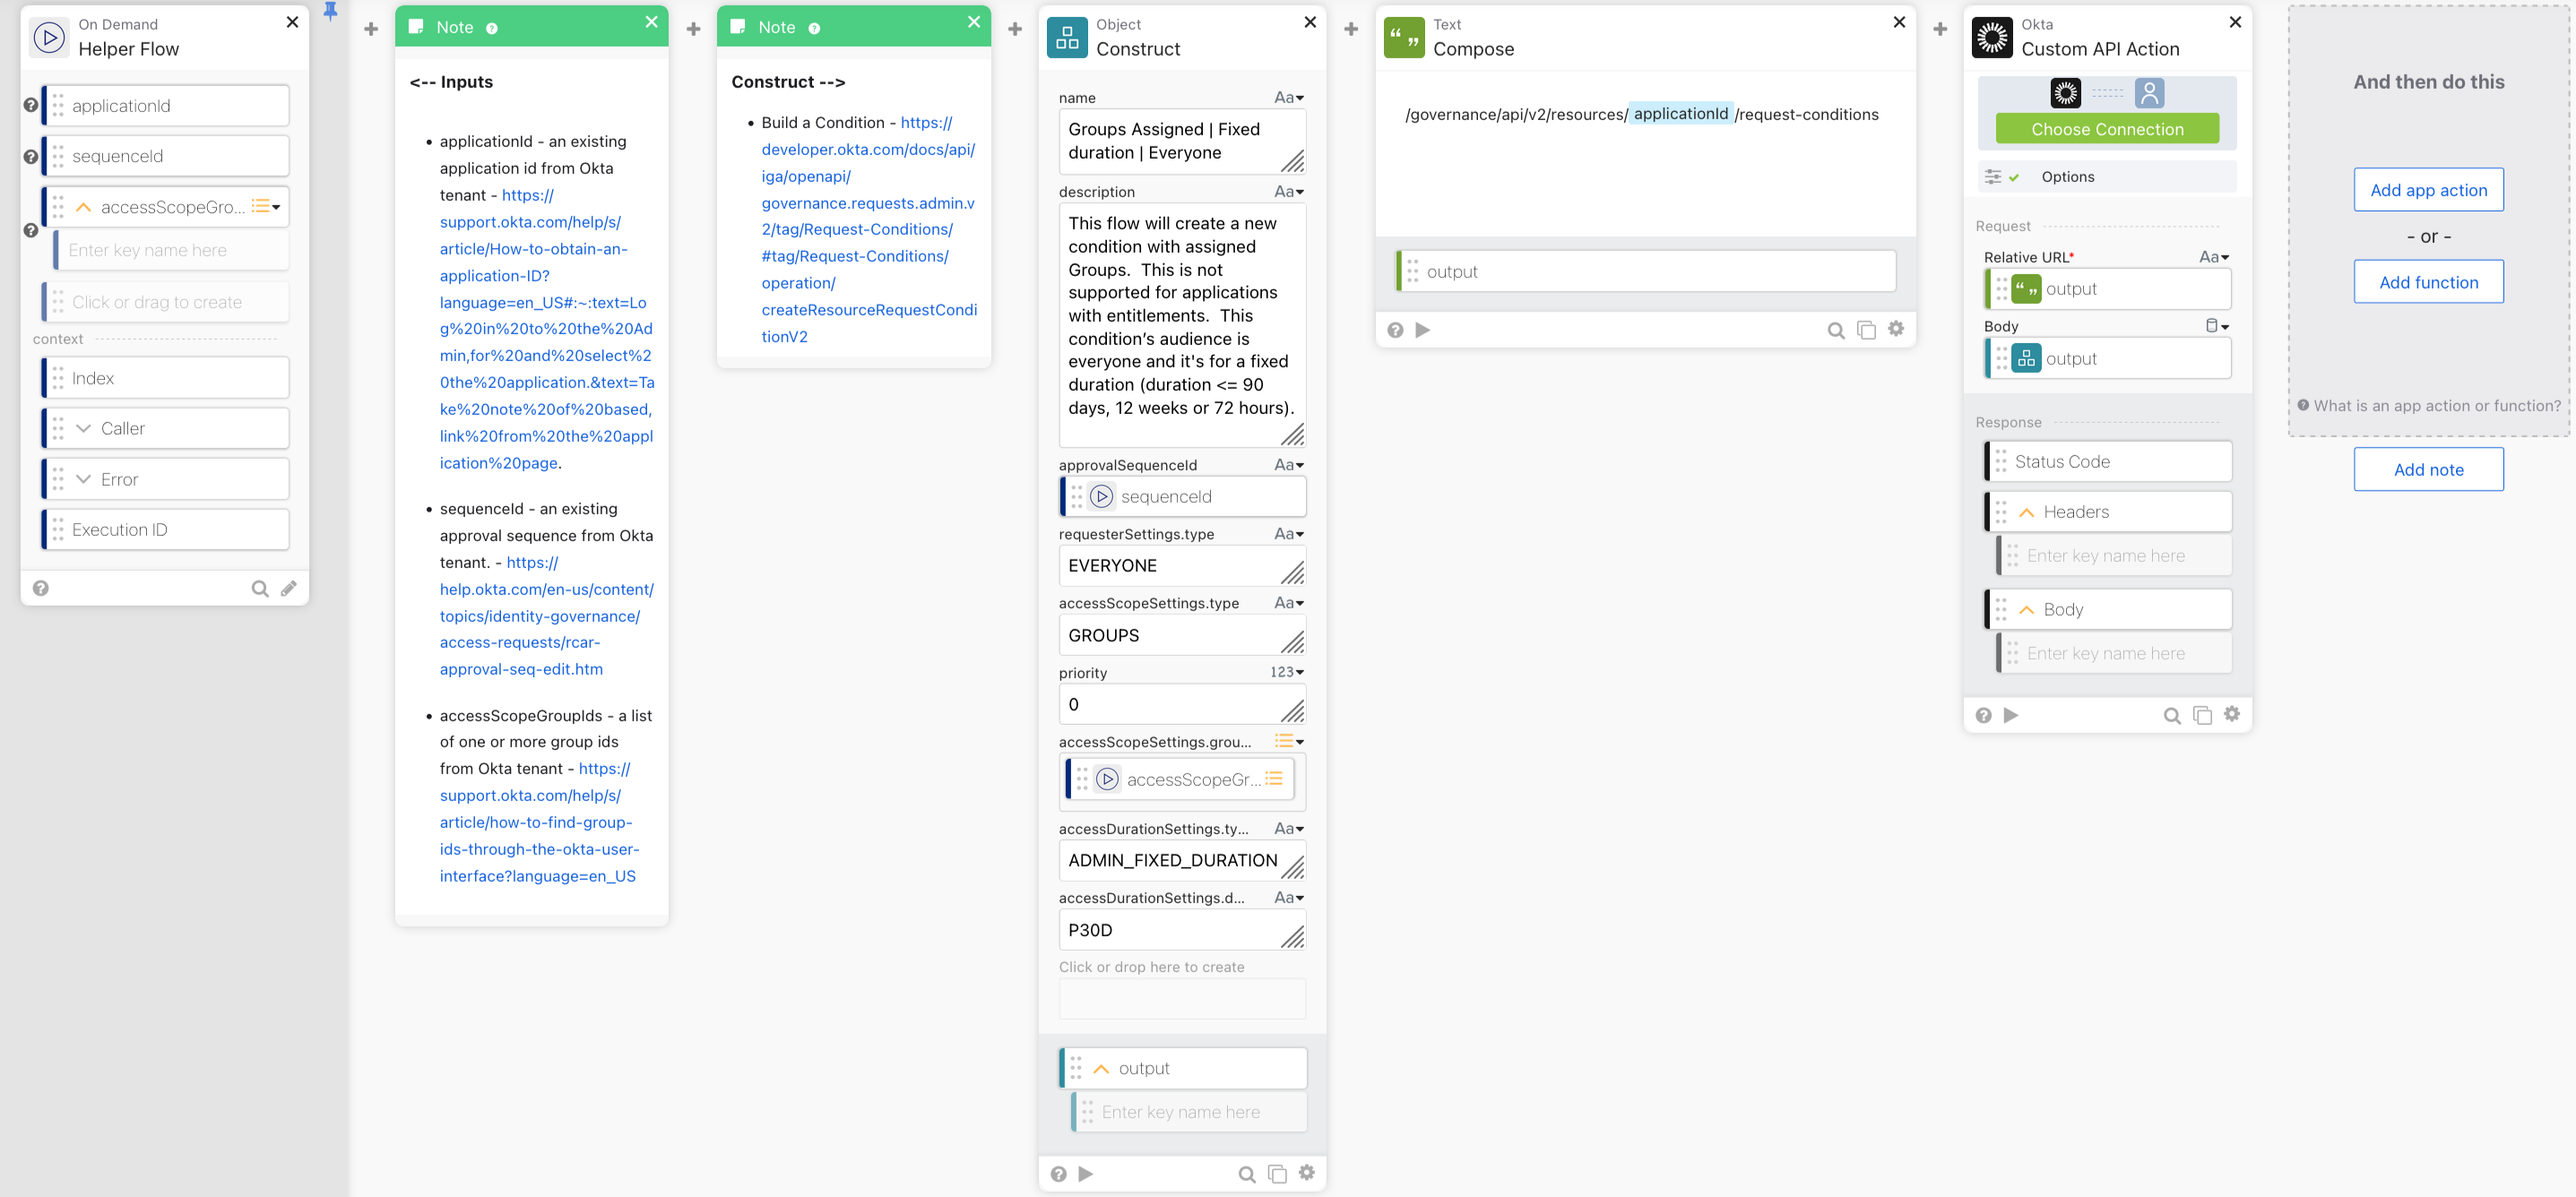 On Demand
Helper Flow
applicationId
sequenceId
accessScopeGro...
Enter key name here
Click or drag to create
context
Index
Caller
Error
Execution ID
Note
<-- Inputs
• applicationId - an existing
application id from Okta
tenant - https://
support.okta.com/help/s/
article/How-to-obtain-an-
application-ID?
language=en_US#:~:text=Lo
g%20in%20to%20the%20Ad
min,for%20and%20select%2
0the%20application.&text=Ta
ke%20note%20of%20based,
link%20from%20the%20appl
ication%20page.
• sequenceId - an existing
approval sequence from Okta
tenant. - https://
help.okta.com/en-us/content/
topics/identity-governance/
access-requests/rcar-
approval-seq-edit.htm
• accessScopeGroupIds - a list
of one or more group ids
from Okta tenant - https://
support.okta.com/help/s/
article/how-to-find-group-
ids-through-the-okta-user-
interface?language=en_US
Note
Construct -->
• Build a Condition - https://
developer.okta.com/docs/api/
iga/openapi/
governance.requests.admin.v
2/tag/Request-Conditions/
#tag/Request-Conditions/
operation/
createResourceRequestCondi
tionV2
Object
Construct
name Aa
Groups Assigned | Fixed
duration | Everyone
description Aa
This flow will create a new
condition with assigned
Groups. This is not
supported for applications
with entitlements. This
condition’s audience is
everyone and it's for a fixed
duration (duration <= 90
days, 12 weeks or 72 hours).
approvalSequenceId Aa
sequenceId
requesterSettings.type Aa
EVERYONE
accessScopeSettings.type Aa
GROUPS
priority 123
0
accessScopeSettings.grou...
accessScopeGr...
accessDurationSettings.ty... Aa
ADMIN_FIXED_DURATION
accessDurationSettings.d... Aa
P30D
Click or drop here to create
output
Enter key name here
Text
Compose
/governance/api/v2/resources/ applicationId /request-conditions
output
Okta
Custom API Action
Choose Connection
Options
Request
Relative URL* Aa
output
Body
output
Response
Status Code
Headers
Enter key name here
Body
Enter key name here
And then do this
Add app action
- or -
Add function
What is an app action or function?
Add note